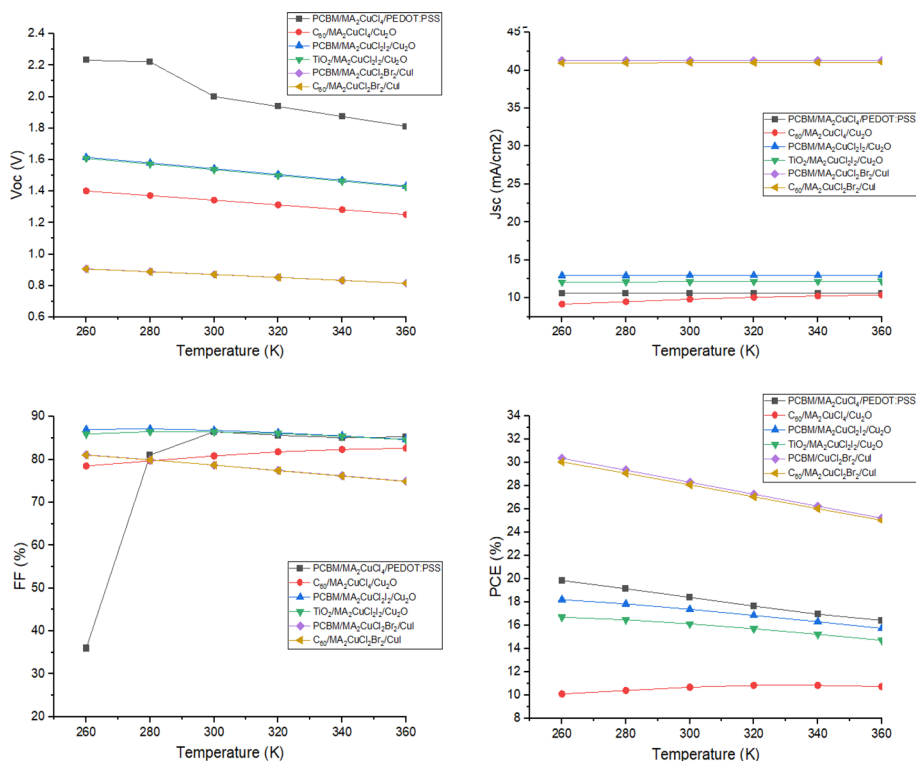 PCBM/MA₂CuCl₄/PEDOT:PSS
C₆₀/MA₂CuCl₄/Cu₂O
PCBM/MA₂CuCl₂I₂/Cu₂O
TiO₂/MA₂CuCl₂I₂/Cu₂O
PCBM/MA₂CuCl₂Br₂/CuI
C₆₀/MA₂CuCl₂Br₂/CuI
Voc (V)
2.4
2.2
2.0
1.8
1.6
1.4
1.2
1.0
0.8
0.6
260 280 300 320 340 360
Temperature (K)
Jsc (mA/cm2)
45
40
35
30
25
20
15
10
PCBM/MA₂CuCl₄/PEDOT:PSS
C₆₀/MA₂CuCl₄/Cu₂O
PCBM/MA₂CuCl₂I₂/Cu₂O
TiO₂/MA₂CuCl₂I₂/Cu₂O
PCBM/MA₂CuCl₂Br₂/CuI
C₆₀/MA₂CuCl₂Br₂/CuI
260 280 300 320 340 360
Temperature (K)
FF (%)
90
80
70
60
50
40
30
20
PCBM/MA₂CuCl₄/PEDOT:PSS
C₆₀/MA₂CuCl₄/Cu₂O
PCBM/MA₂CuCl₂I₂/Cu₂O
TiO₂/MA₂CuCl₂I₂/Cu₂O
PCBM/MA₂CuCl₂Br₂/CuI
C₆₀/MA₂CuCl₂Br₂/CuI
260 280 300 320 340 360
Temperature (K)
PCBM/MA₂CuCl₄/PEDOT:PSS
C₆₀/MA₂CuCl₄/Cu₂O
PCBM/MA₂CuCl₂I₂/Cu₂O
TiO₂/MA₂CuCl₂I₂/Cu₂O
PCBM/CuCl₂Br₂/CuI
C₆₀/MA₂CuCl₂Br₂/CuI
PCE (%)
34
32
30
28
26
24
22
20
18
16
14
12
10
8
260 280 300 320 340 360
Temperature (K)